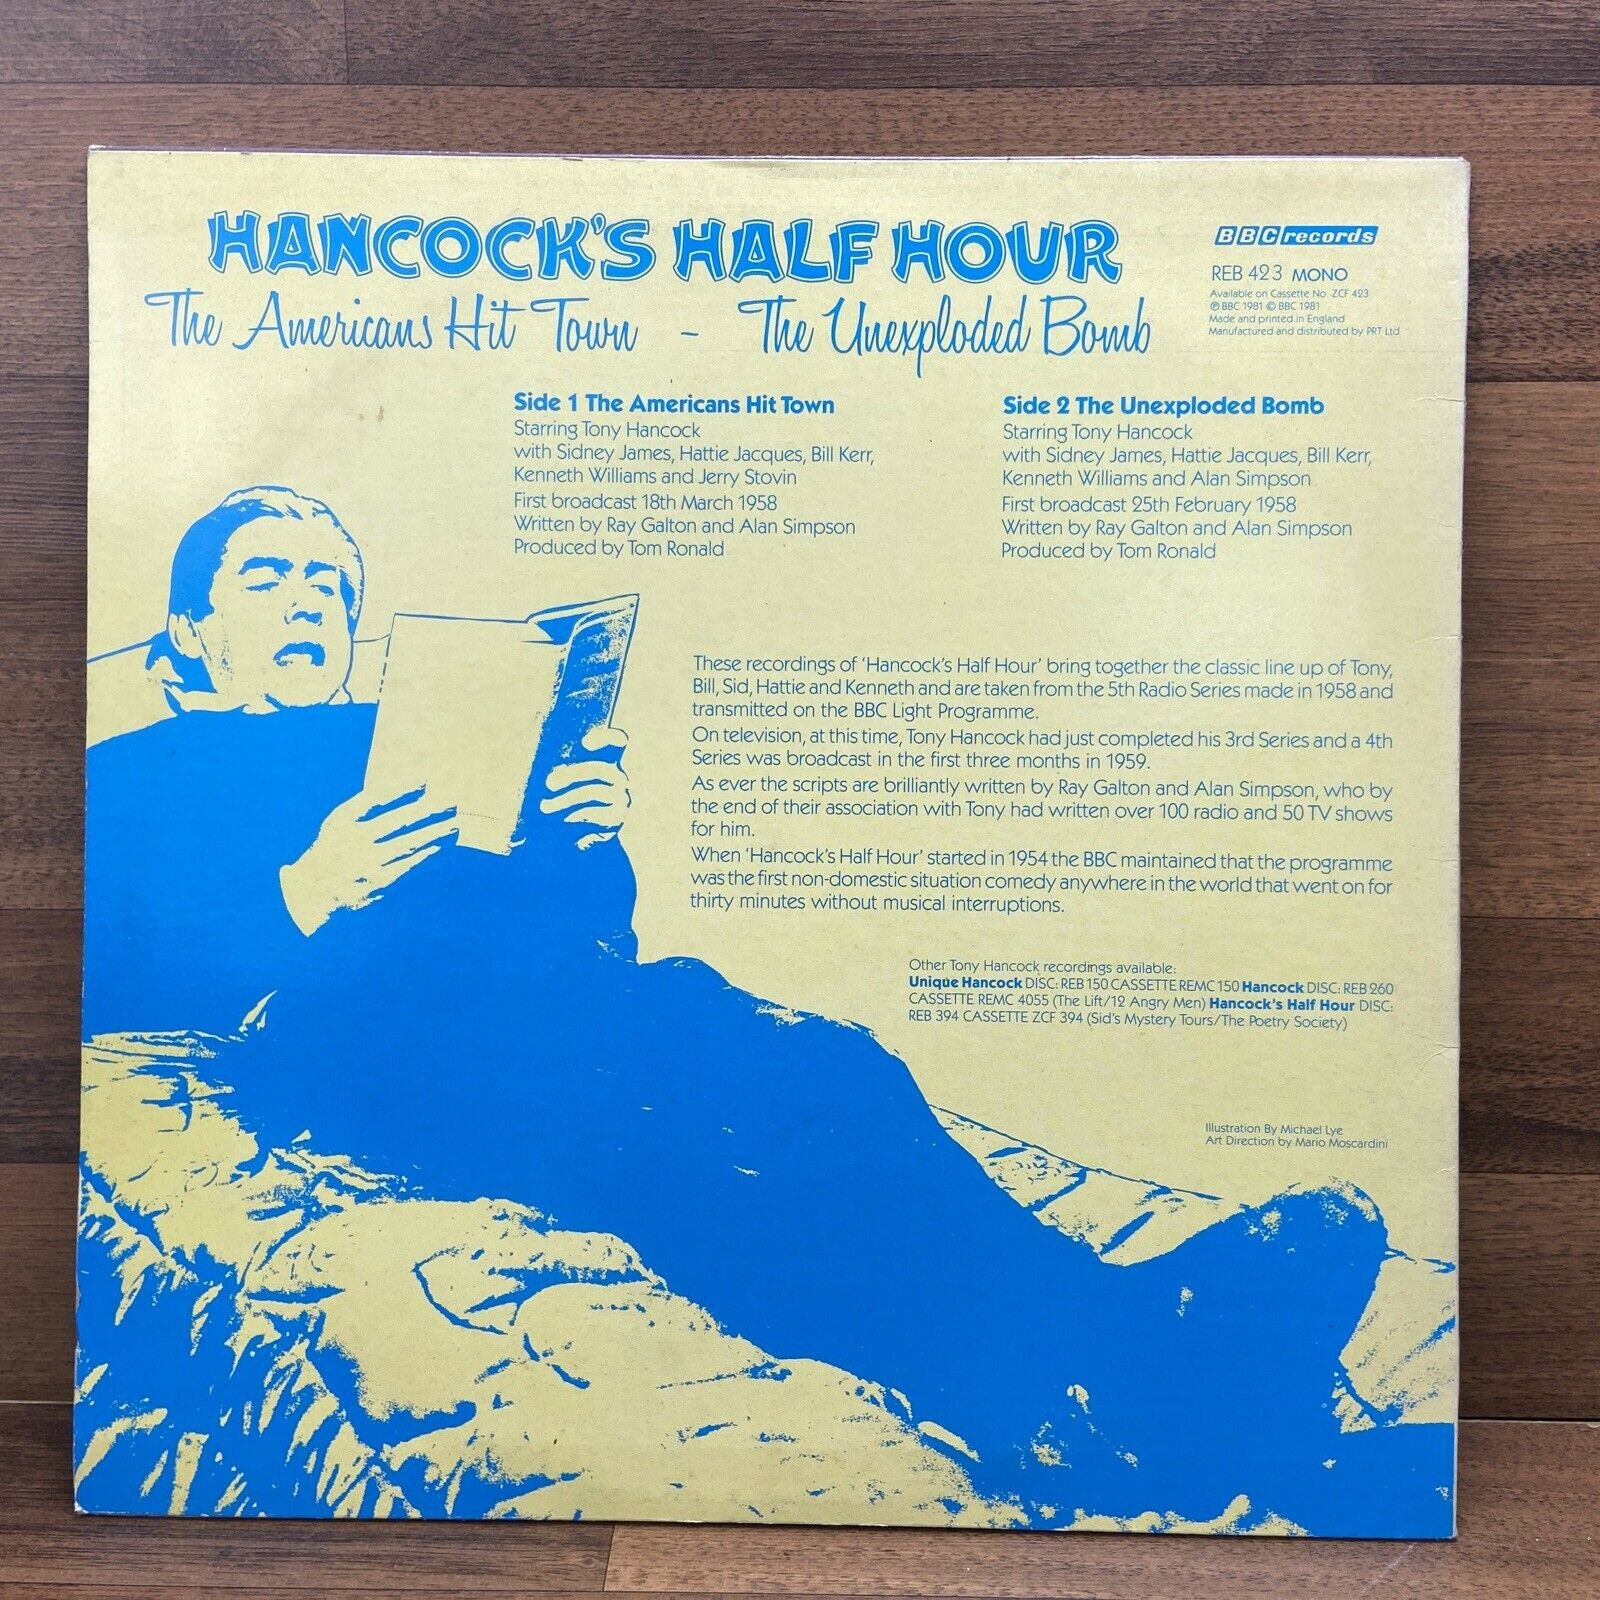 HANCOCK'S HALF HOUR
The Americans Hit Town - The Unexploded Bomb
BBC records
REB 423 MONO
Available on Cassette No. ZCF 423
℗ BBC 1981 © BBC 1981
Made and printed in England
Manufactured and distributed by PRT Ltd
Side 1 The Americans Hit Town
Starring Tony Hancock
with Sidney James, Hattie Jacques, Bill Kerr,
Kenneth Williams and Jerry Stovin
First broadcast 18th March 1958
Written by Ray Galton and Alan Simpson
Produced by Tom Ronald
Side 2 The Unexploded Bomb
Starring Tony Hancock
with Sidney James, Hattie Jacques, Bill Kerr,
Kenneth Williams and Alan Simpson
First broadcast 25th February 1958
Written by Ray Galton and Alan Simpson
Produced by Tom Ronald
These recordings of 'Hancock's Half Hour' bring together the classic line up of Tony,
Bill, Sid, Hattie and Kenneth and are taken from the 5th Radio Series made in 1958 and
transmitted on the BBC Light Programme.
On television, at this time, Tony Hancock had just completed his 3rd Series and a 4th
Series was broadcast in the first three months in 1959.
As ever the scripts are brilliantly written by Ray Galton and Alan Simpson, who by
the end of their association with Tony had written over 100 radio and 50 TV shows
for him.
When 'Hancock's Half Hour' started in 1954 the BBC maintained that the programme
was the first non-domestic situation comedy anywhere in the world that went on for
thirty minutes without musical interruptions.
Other Tony Hancock recordings available:
Unique Hancock DISC: REB 150 CASSETTE REMC 150 Hancock DISC: REB 260
CASSETTE REMC 4055 (The Lift/12 Angry Men) Hancock's Half Hour DISC:
REB 394 CASSETTE ZCF 394 (Sid's Mystery Tours/The Poetry Society)
Illustration By Michael Lye
Art Direction by Mario Moscardini